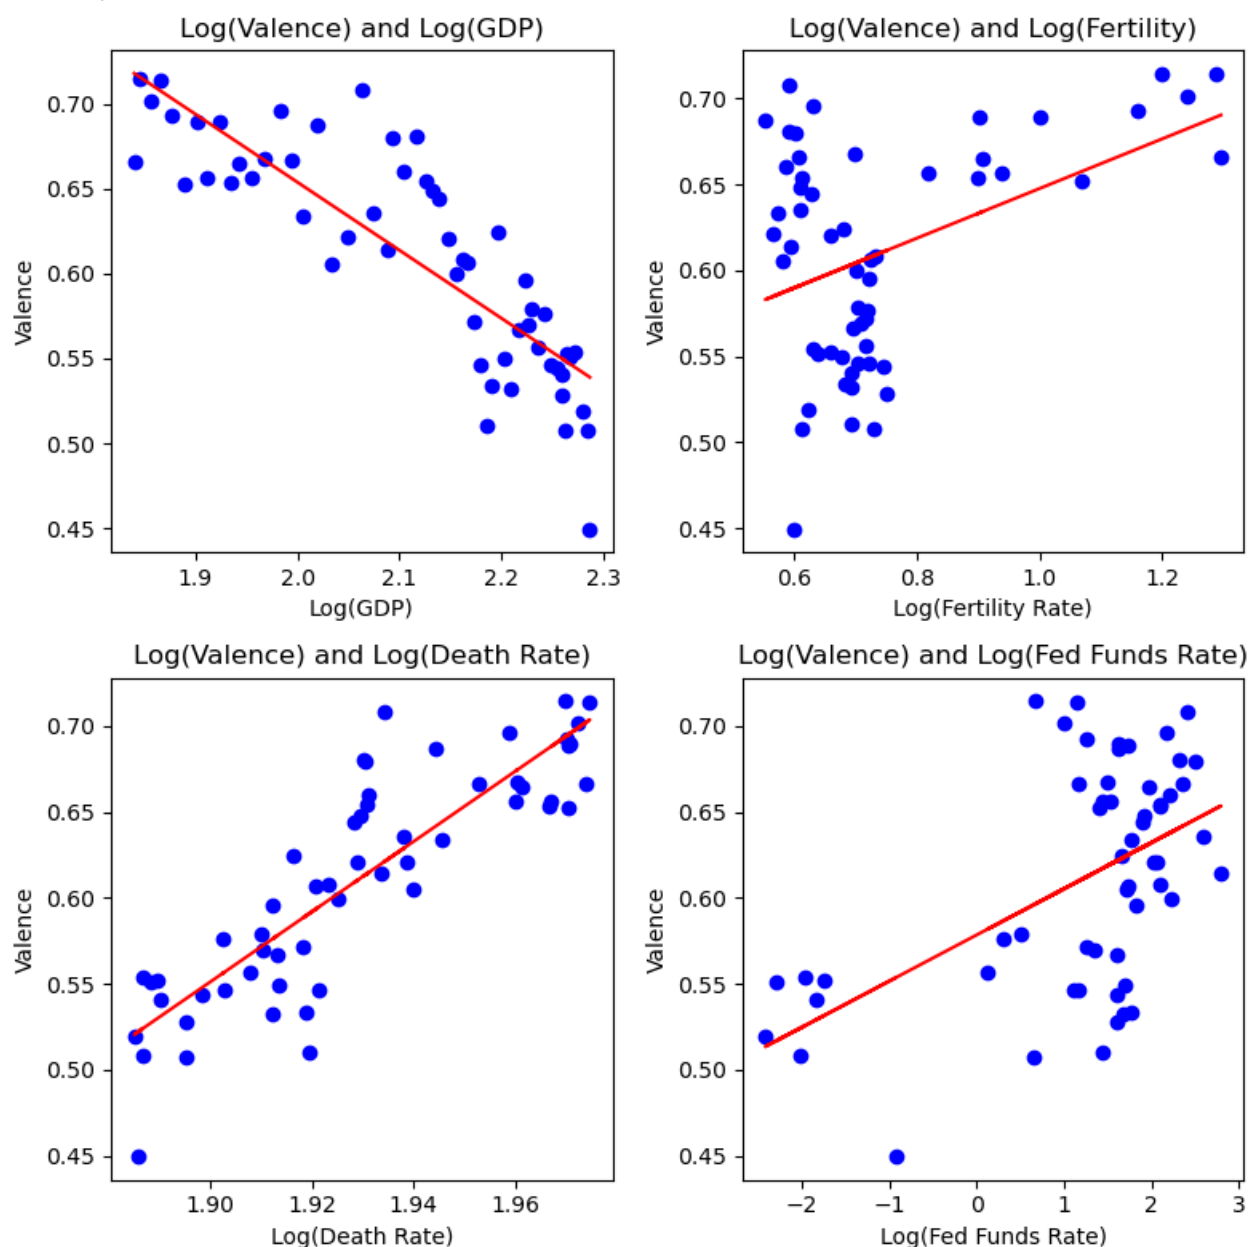 Log(Valence) and Log(GDP)
Valence
0.70
0.65
0.60
0.55
0.50
0.45
1.9 2.0 2.1 2.2 2.3
Log(GDP)
Log(Valence) and Log(Fertility)
Valence
0.70
0.65
0.60
0.55
0.50
0.45
0.6 0.8 1.0 1.2
Log(Fertility Rate)
Log(Valence) and Log(Death Rate)
Valence
0.70
0.65
0.60
0.55
0.50
0.45
1.90 1.92 1.94 1.96
Log(Death Rate)
Log(Valence) and Log(Fed Funds Rate)
Valence
0.70
0.65
0.60
0.55
0.50
0.45
−2 −1 0 1 2 3
Log(Fed Funds Rate)